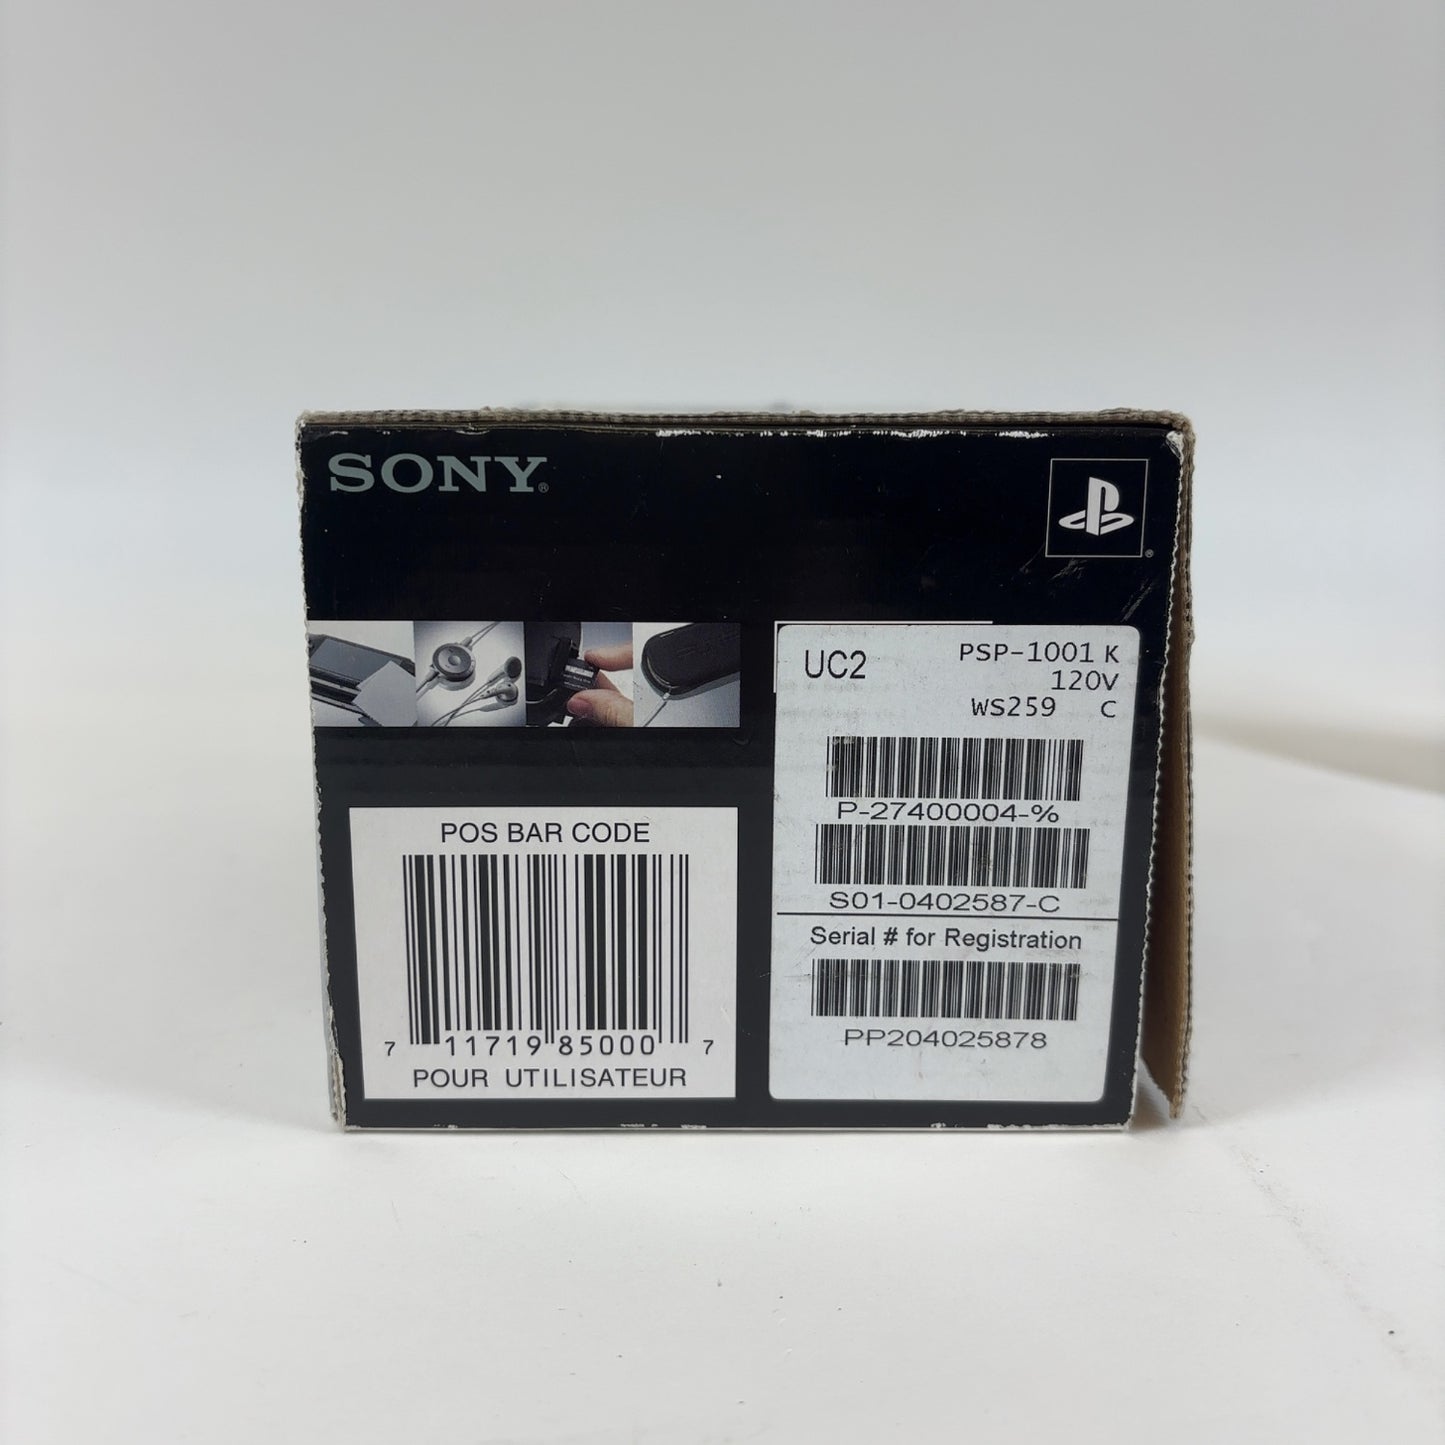 SONY®
UC2
PSP-1001 K
120V
WS259 C
P-27400004-%
S01-0402587-C
Serial # for Registration
PP204025878
POS BAR CODE
7 11719 85000 7
POUR UTILISATEUR